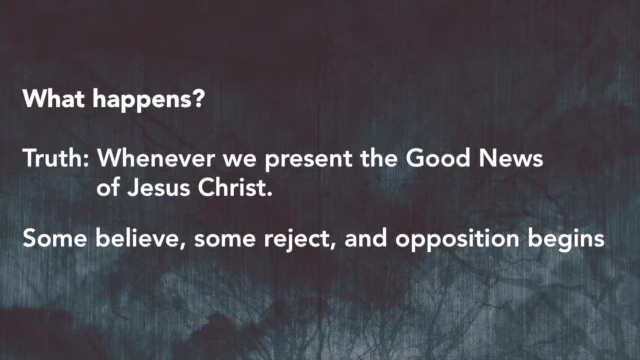 What happens?
Truth: Whenever we present the Good News
of Jesus Christ.
Some believe, some reject, and opposition begins